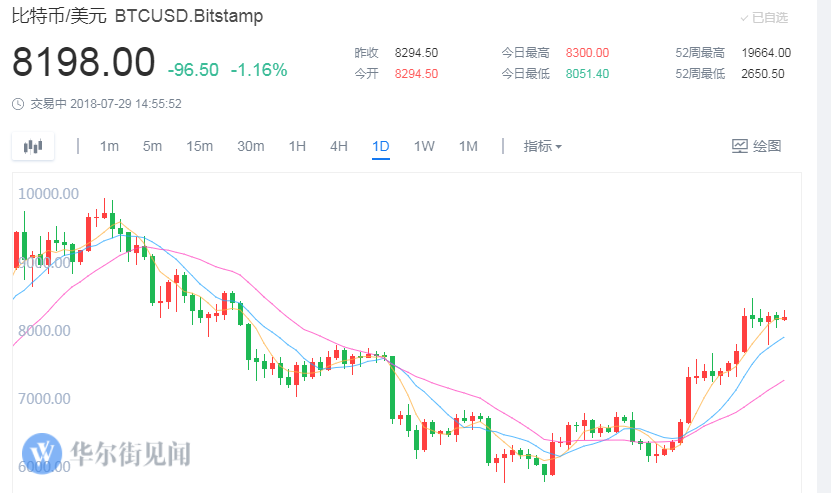 比特币/美元 BTCUSD.Bitstamp ✓已自选
8198.00 -96.50 -1.16% 昨收 8294.50 今日最高 8300.00 52周最高 19664.00
今开 8294.50 今日最低 8051.40 52周最低 2650.50
交易中 2018-07-29 14:55:52
1m 5m 15m 30m 1H 4H 1D 1W 1M 指标 绘图
10000.00
9000.00
8000.00
7000.00
W 华尔街见闻
6000.00